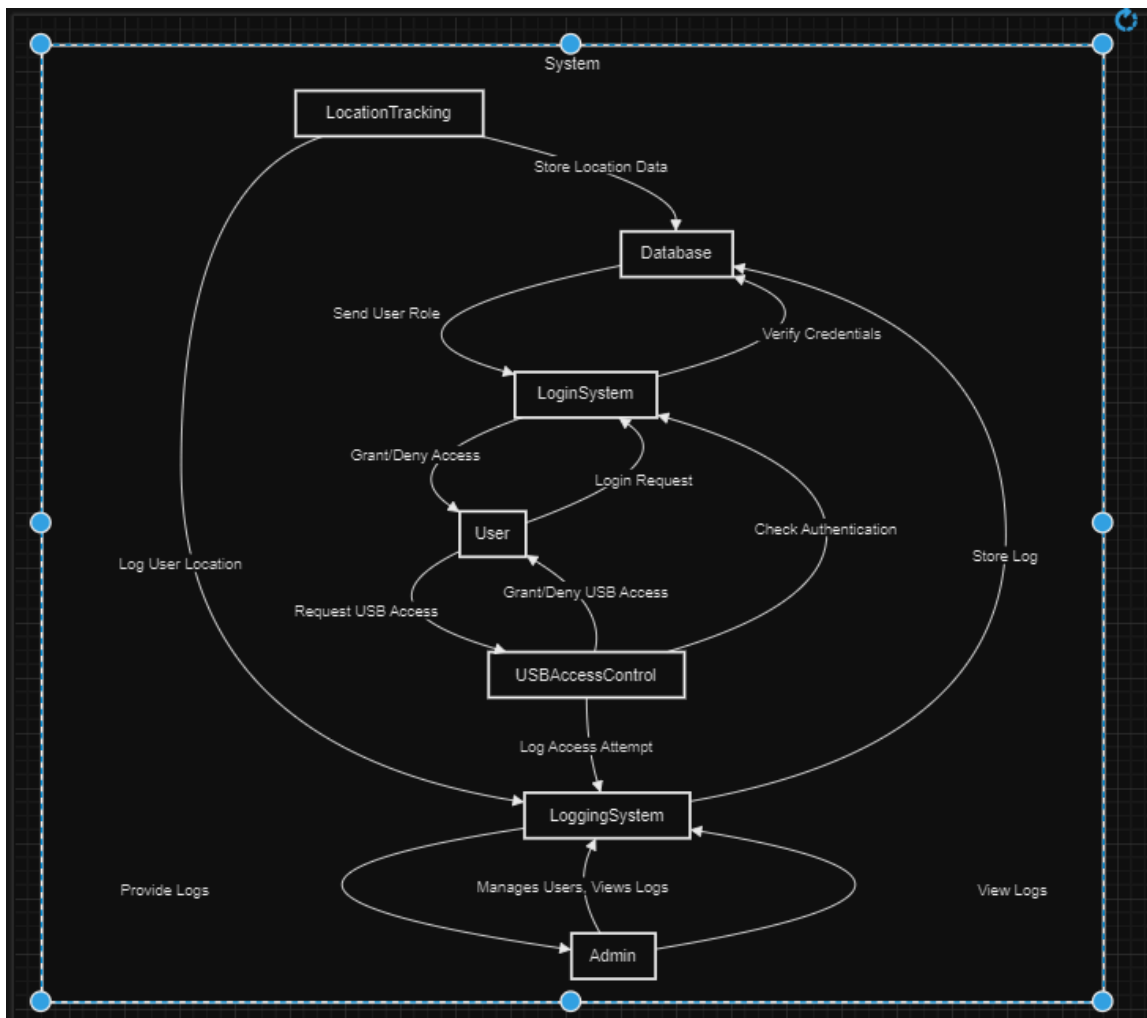 System
LocationTracking
Store Location Data
Database
Send User Role
Verify Credentials
LoginSystem
Grant/Deny Access
Login Request
User
Check Authentication
Store Log
Log User Location
Grant/Deny USB Access
Request USB Access
USBAccessControl
Log Access Attempt
LoggingSystem
Provide Logs
Manages Users, Views Logs
View Logs
Admin